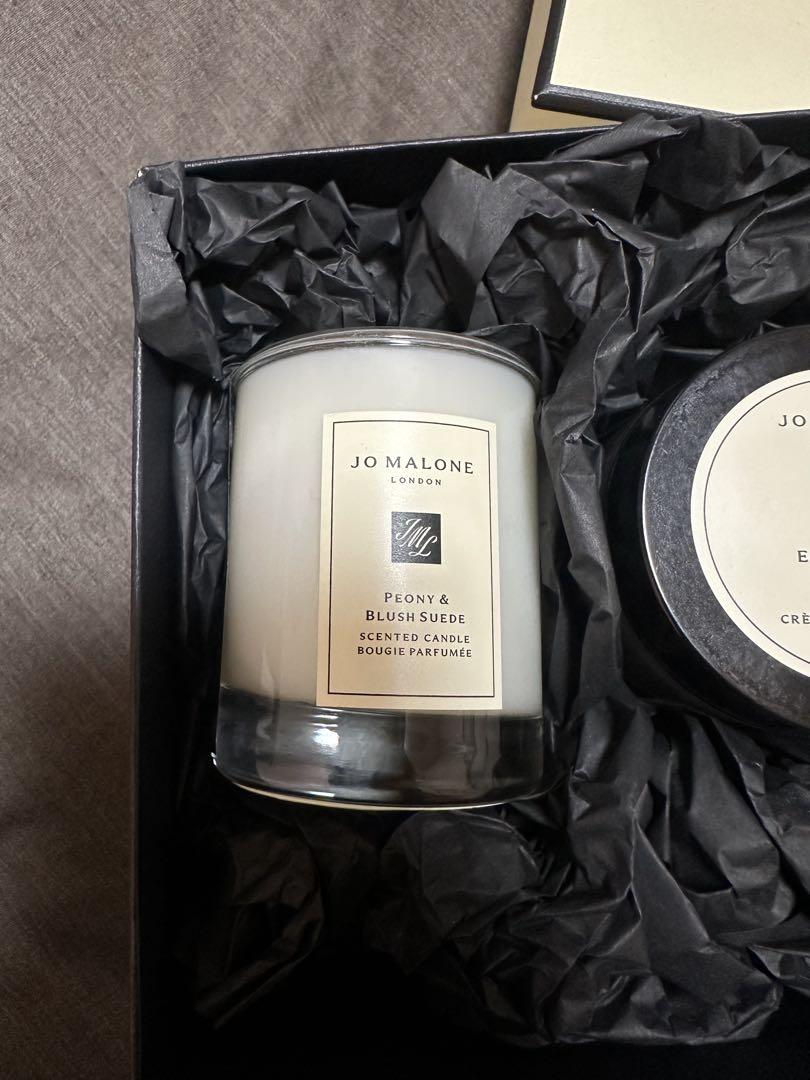 JO MALONE
LONDON
JML
PEONY &
BLUSH SUEDE
SCENTED CANDLE
BOUGIE PARFUMÉE
JO
E
CRÈ